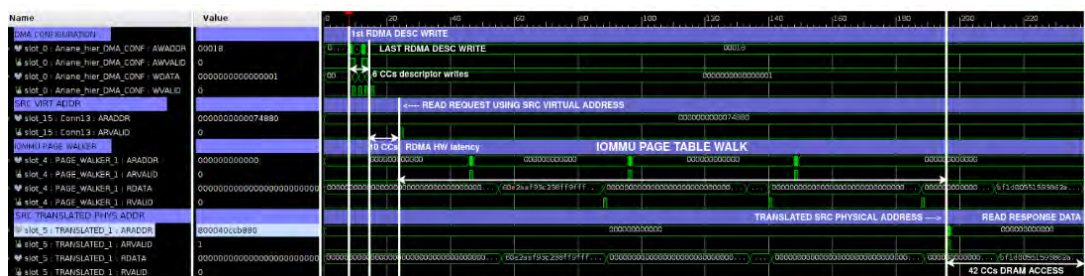 Name Value 0 20 40 60 80 100 120 140 160 180 200 220
DMA CONFIGURATION 1st RDMA DESC WRITE
slot_0 : Ariane_hier_DMA_CONF : AWADDR 00018 0... LAST RDMA DESC WRITE 00018
slot_0 : Ariane_hier_DMA_CONF : AWVALID 0
slot_0 : Ariane_hier_DMA_CONF : WDATA 0000000000000001 00 6 CCs descriptor writes 0000000000000001
slot_0 : Ariane_hier_DMA_CONF : WVALID 0
SRC VIRT ADDR <---- READ REQUEST USING SRC VIRTUAL ADDRESS
slot_15 : Conn13 : ARADDR 0000000000074880 0000000000074880
slot_15 : Conn13 : ARVALID 0
IOMMU PAGE WALKER 10 CCs RDMA HW latency IOMMU PAGE TABLE WALK
slot_4 : PAGE_WALKER_1 : ARADDR 000000000000 000000000000 000000000000 000000000000 000000000000
slot_4 : PAGE_WALKER_1 : ARVALID 0
slot_4 : PAGE_WALKER_1 : RDATA
slot_4 : PAGE_WALKER_1 : RVALID 0
SRC TRANSLATED PHYS ADDR TRANSLATED SRC PHYSICAL ADDRESS ----> READ RESPONSE DATA
slot_5 : TRANSLATED_1 : ARADDR 800040ccb880 000000000000 000000000000
slot_5 : TRANSLATED_1 : ARVALID 1
slot_5 : TRANSLATED_1 : RDATA
slot_5 : TRANSLATED_1 : RVALID 0 42 CCs DRAM ACCESS